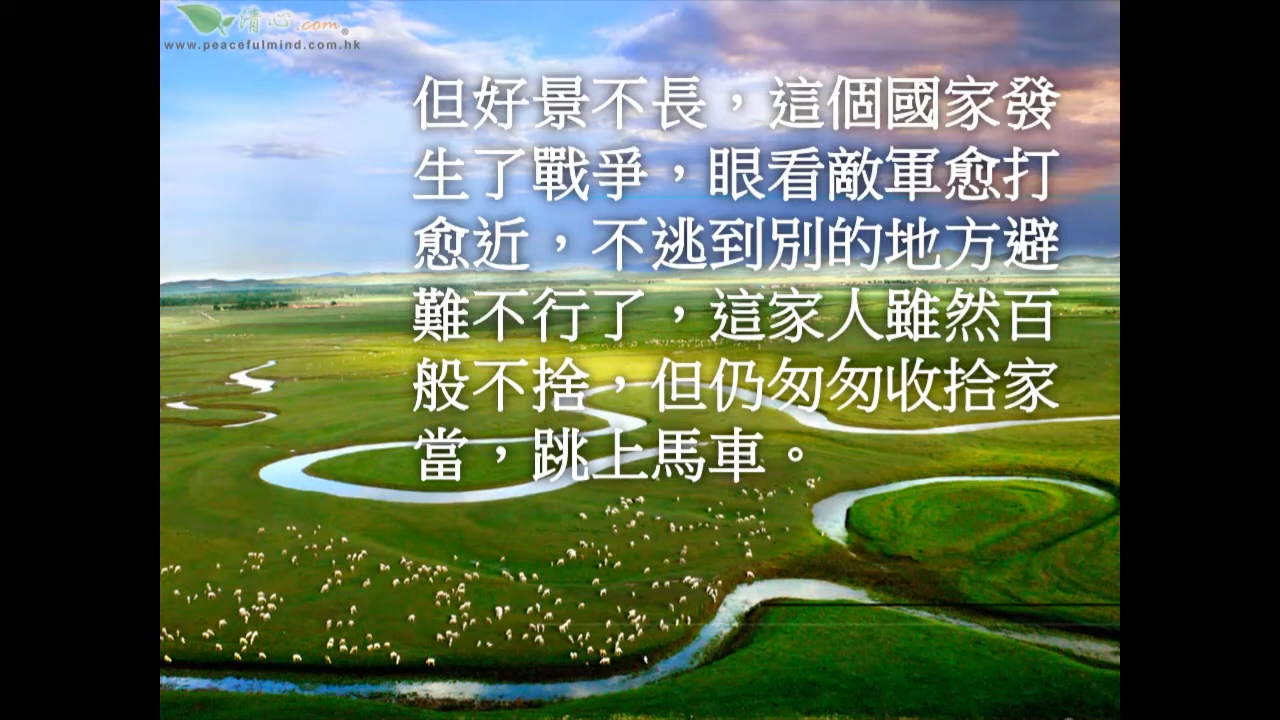 清心.com
www.peacefulmind.com.hk
但好景不長，這個國家發
生了戰爭，眼看敵軍愈打
愈近，不逃到別的地方避
難不行了，這家人雖然百
般不捨，但仍匆匆收拾家
當，跳上馬車。